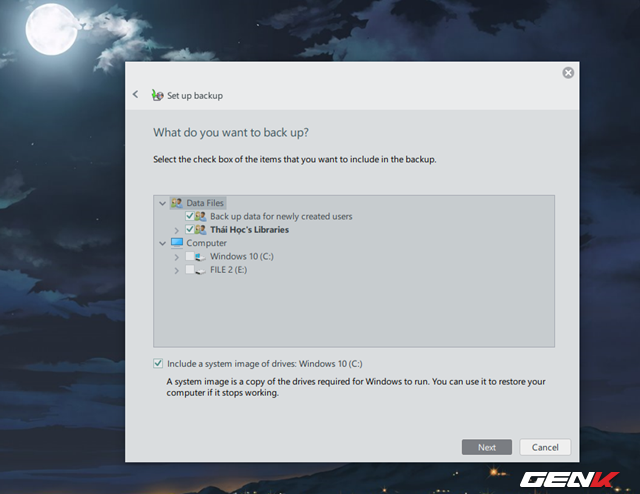 Set up backup
What do you want to back up?
Select the check box of the items that you want to include in the backup.
Data Files
Back up data for newly created users
Thái Học's Libraries
Computer
Windows 10 (C:)
FILE 2 (E:)
Include a system image of drives: Windows 10 (C:)
A system image is a copy of the drives required for Windows to run. You can use it to restore your
computer if it stops working.
Next
Cancel
GENK